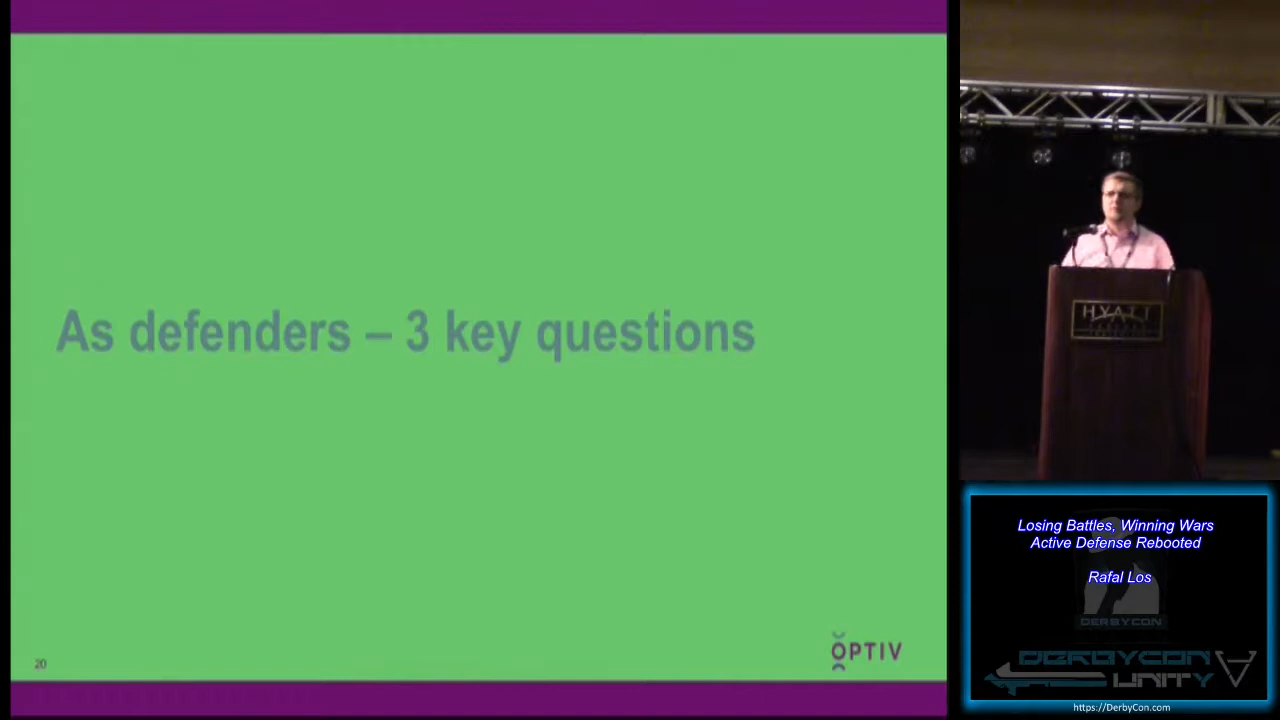 As defenders – 3 key questions
20
OPTIV
HYATT
Losing Battles, Winning Wars
Active Defense Rebooted
Rafal Los
DERBYCON
DERBYCON
UNITY
https://DerbyCon.com